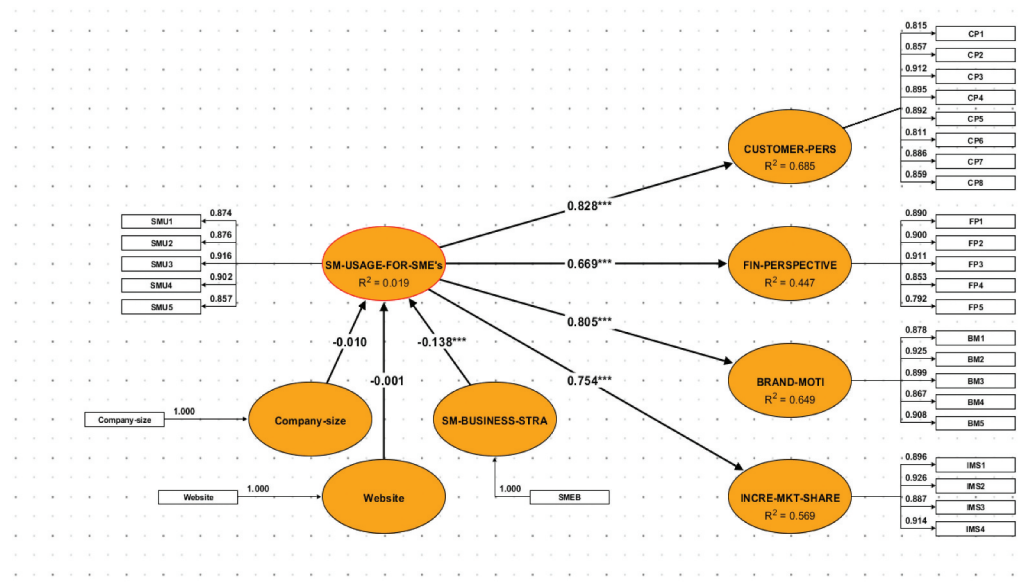 0.815
CP1
0.857
CP2
0.912
CP3
0.895
CP4
0.892
CP5
0.811
CP6
0.886
CP7
0.859
CP8
CUSTOMER-PERS
R² = 0.685
0.828***
0.874
SMU1
0.876
SMU2
0.916
SMU3
0.902
SMU4
0.857
SMU5
SM-USAGE-FOR-SME's
R² = 0.019
0.669***
FIN-PERSPECTIVE
R² = 0.447
0.890
FP1
0.900
FP2
0.911
FP3
0.853
FP4
0.792
FP5
0.805***
-0.010
-0.138***
-0.001
0.754***
BRAND-MOTI
R² = 0.649
0.878
BM1
0.925
BM2
0.899
BM3
0.867
BM4
0.908
BM5
Company-size
1.000
Company-size
SM-BUSINESS-STRA
Website
1.000
Website
1.000
SMEB
INCRE-MKT-SHARE
R² = 0.569
0.896
IMS1
0.926
IMS2
0.887
IMS3
0.914
IMS4